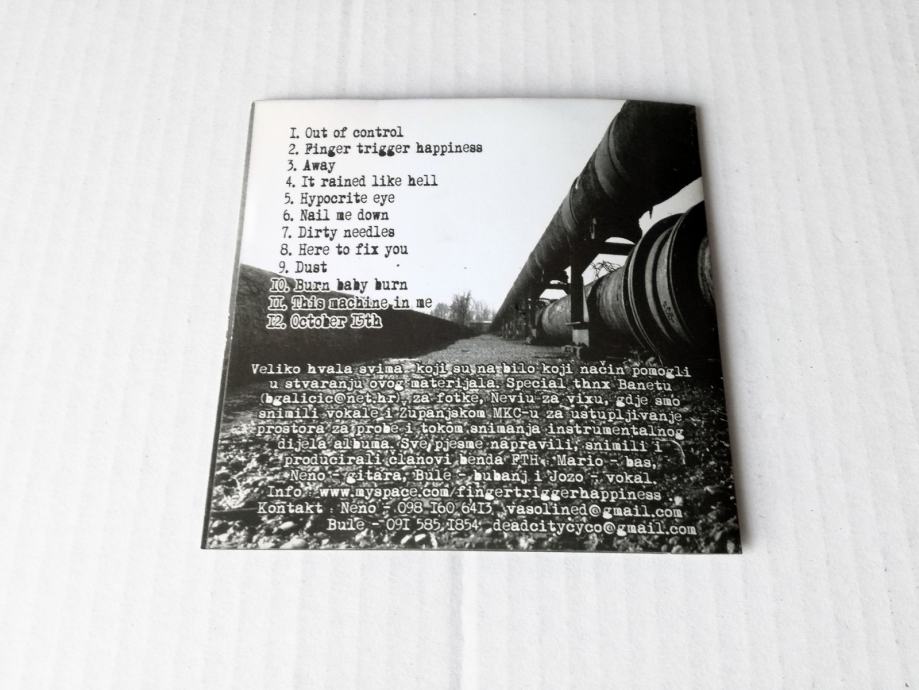 1. Out of control
2. Finger trigger happiness
3. Away
4. It rained like hell
5. Hypocrite eye
6. Nail me down
7. Dirty needles
8. Here to fix you
9. Dust
10. Burn baby burn
11. This machine in me
12. October 15th
Veliko hvala svima koji su na bilo koji način pomogli
u stvaranju ovog materijala. Special thnx Banetu
(bgalicic@net.hr), za fotke, Neviu za vixu, gdje smo
snimili vokale i Županjskom MKC-u za ustupljivanje
prostora za probe i tokom snimanja instrumentalnog
dijela albuma. Sve pjesme napravili, snimili i
producirali clanovi benda FTH, Mario - bas,
Neno - gitara, Bule - bubanj i Jozo - vokal.
Info: www.myspace.com/fingertriggerhappiness
Kontakt : Neno - 098 160 6413, vasolined@gmail.com
Bule - 091 585 1854, deadcitycyco@gmail.com